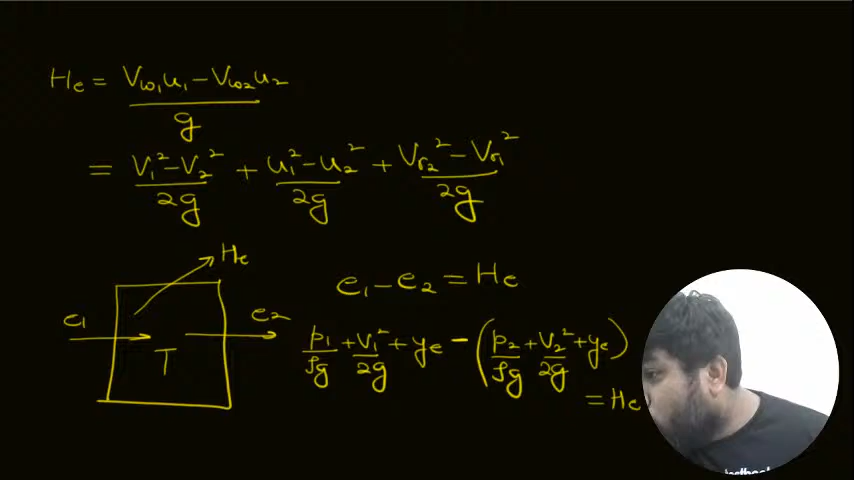 He = Vω₁u₁ - Vω₂u₂ / g
= V₁² - V₂² / 2g + u₁² - u₂² / 2g + Vr₂² - Vr₁² / 2g
He
e₁ - e₂ = He
e₁
e₂
T
p₁/ρg + V₁²/2g + ye - (p₂/ρg + V₂²/2g + ye)
= He